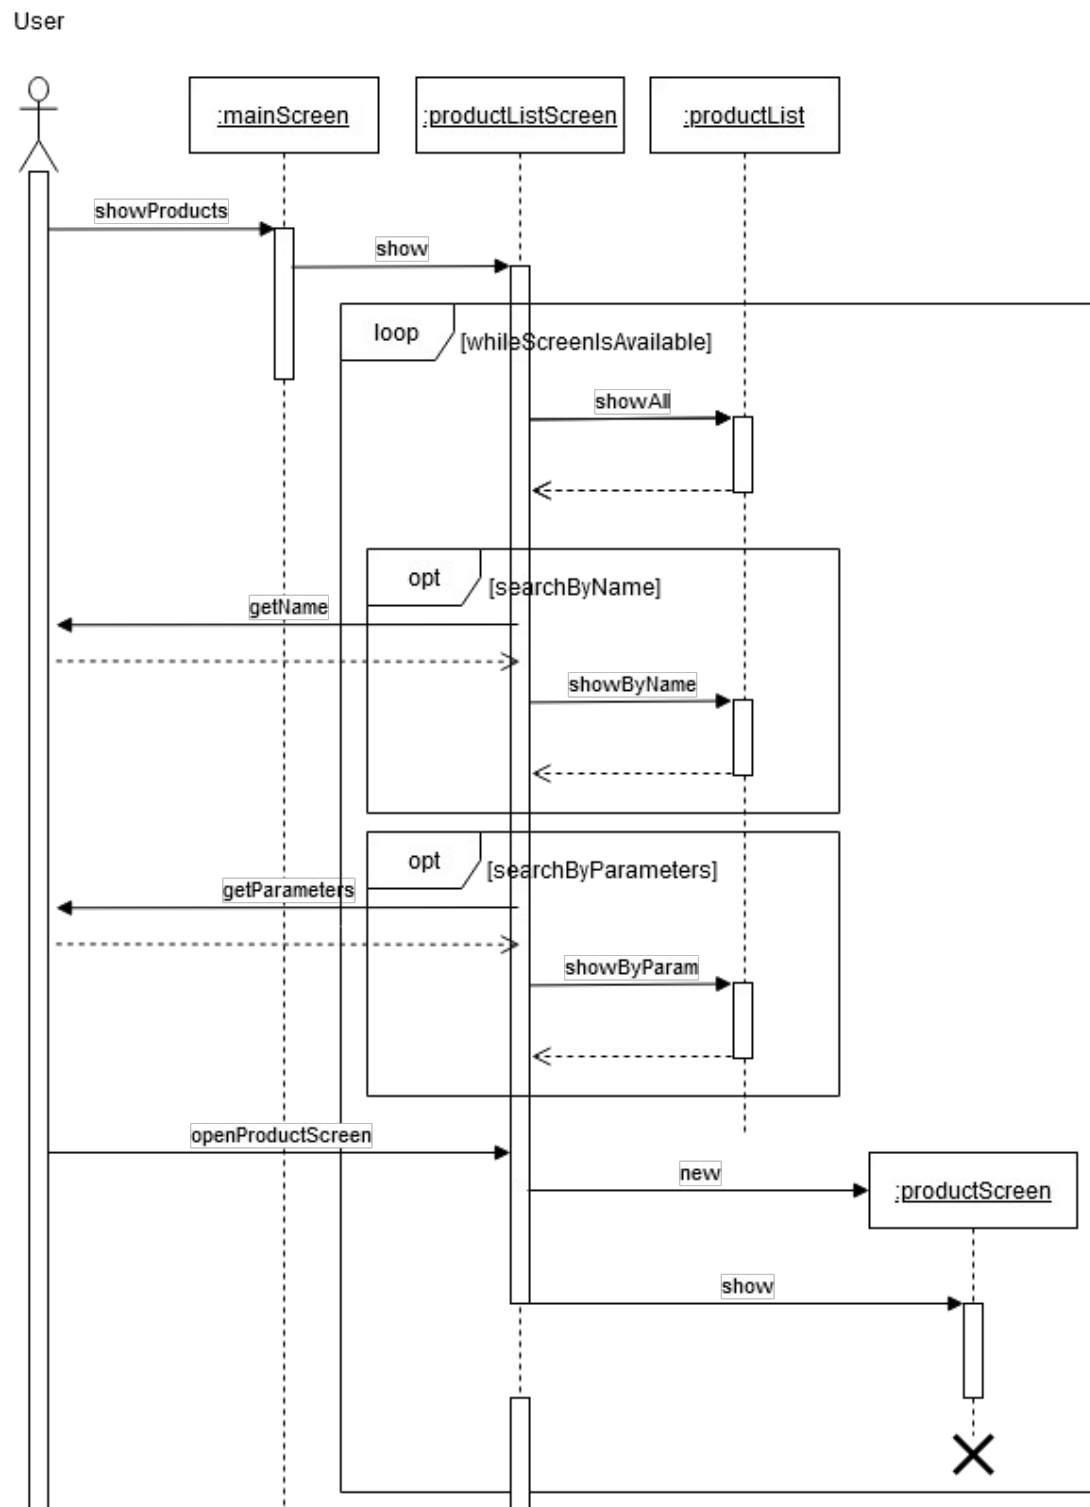 User
:mainScreen
:productListScreen
:productList
showProducts
show
loop
[whileScreenIsAvailable]
showAll
opt
[searchByName]
getName
showByName
opt
[searchByParameters]
getParameters
showByParam
openProductScreen
new
:productScreen
show